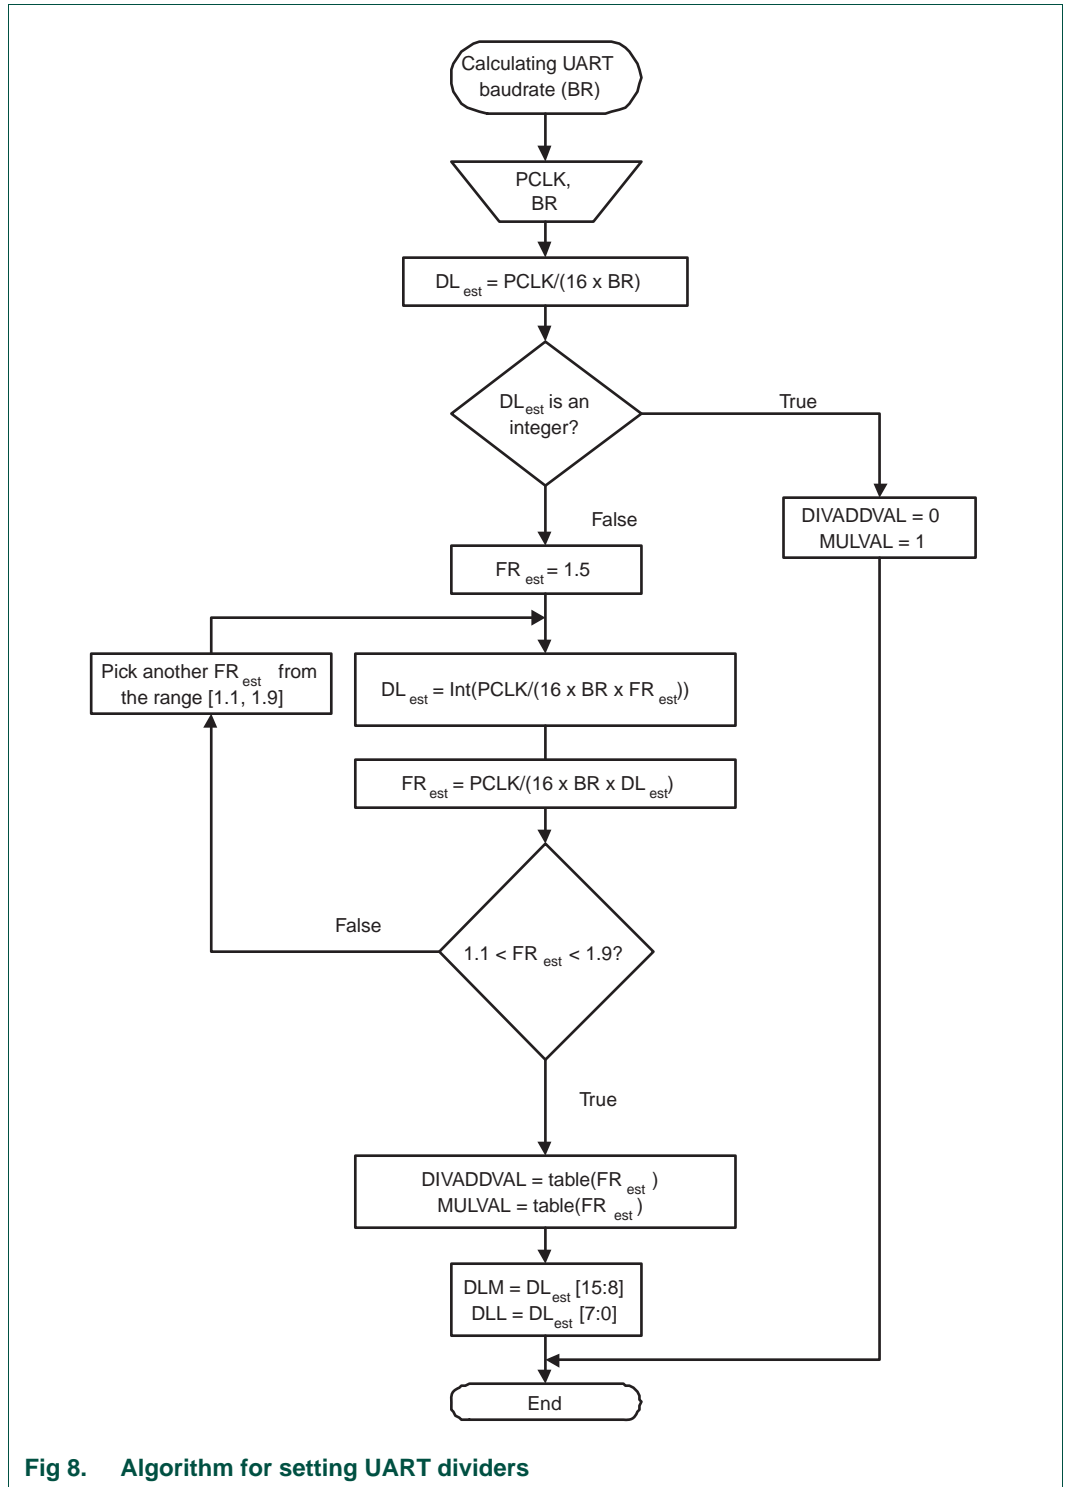 Calculating UART
baudrate (BR)
PCLK,
BR
DL est = PCLK/(16 x BR)
DLest is an
integer?
True
False
DIVADDVAL = 0
MULVAL = 1
FR est = 1.5
Pick another FR est from
the range [1.1, 1.9]
DL est = Int(PCLK/(16 x BR x FR est))
FR est = PCLK/(16 x BR x DL est)
False
1.1 < FR est < 1.9?
True
DIVADDVAL = table(FR est )
MULVAL = table(FR est )
DLM = DLest [15:8]
DLL = DLest [7:0]
End
Fig 8. Algorithm for setting UART dividers